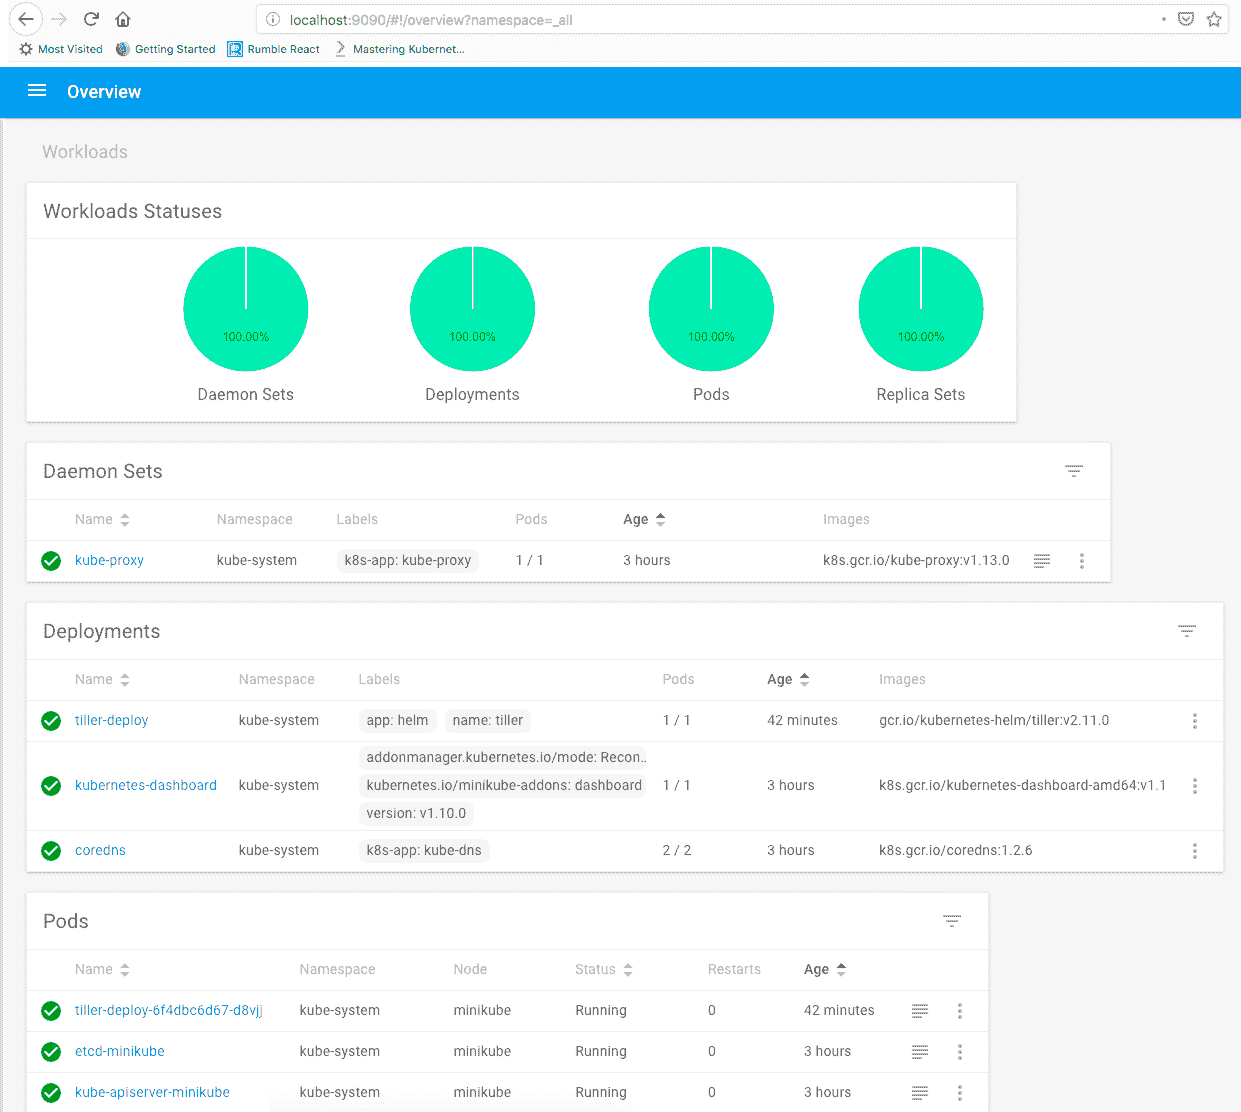 localhost:9090/#!/overview?namespace=_all
Most Visited Getting Started Rumble React Mastering Kubernet...
Overview
Workloads
Workloads Statuses
100.00% 100.00% 100.00% 100.00%
Daemon Sets Deployments Pods Replica Sets
Daemon Sets
Name Namespace Labels Pods Age Images
kube-proxy kube-system k8s-app: kube-proxy 1 / 1 3 hours k8s.gcr.io/kube-proxy:v1.13.0
Deployments
Name Namespace Labels Pods Age Images
tiller-deploy kube-system app: helm name: tiller 1 / 1 42 minutes gcr.io/kubernetes-helm/tiller:v2.11.0
addonmanager.kubernetes.io/mode: Recon..
kubernetes-dashboard kube-system kubernetes.io/minikube-addons: dashboard 1 / 1 3 hours k8s.gcr.io/kubernetes-dashboard-amd64:v1.1
version: v1.10.0
coredns kube-system k8s-app: kube-dns 2 / 2 3 hours k8s.gcr.io/coredns:1.2.6
Pods
Name Namespace Node Status Restarts Age
tiller-deploy-6f4dbc6d67-d8vjj kube-system minikube Running 0 42 minutes
etcd-minikube kube-system minikube Running 0 3 hours
kube-apiserver-minikube kube-system minikube Running 0 3 hours